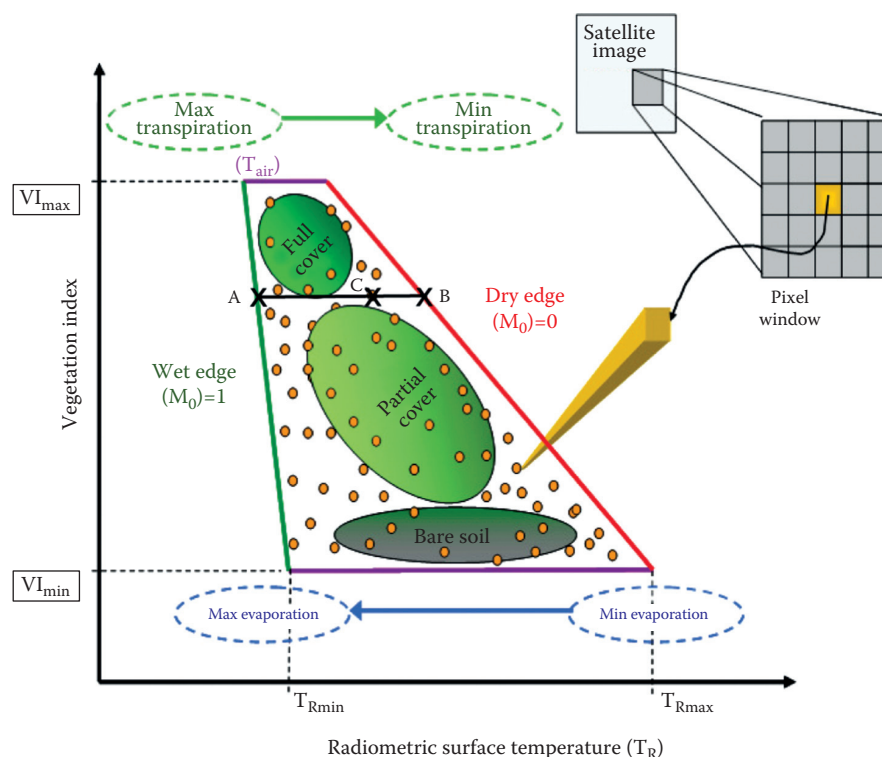 Satellite
image
Max
transpiration
Min
transpiration
(T_air)
VI_max
Full
cover
A
C
B
Dry edge
(M_0)=0
Pixel
window
Vegetation index
Wet edge
(M_0)=1
Partial
cover
Bare soil
VI_min
Max evaporation
Min evaporation
T_Rmin
T_Rmax
Radiometric surface temperature (T_R)